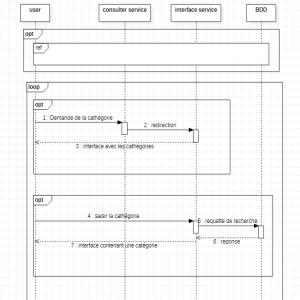 user
consulter service
interface service
BDD
opt
ref
loop
opt
1 : Demande de la cathégorie
2 : redirection
3 : interface avec les cathégories
opt
4 : saisir la cathégorie
5 : requette de recherche
6 : reponse
7 : interface contenant une catégorie